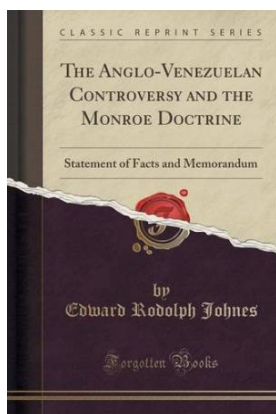 CLASSIC REPRINT SERIES
THE ANGLO-VENEZUELAN
CONTROVERSY AND THE
MONROE DOCTRINE
Statement of Facts and Memorandum
by
Edward Rodolph Johnes
Forgotten Books